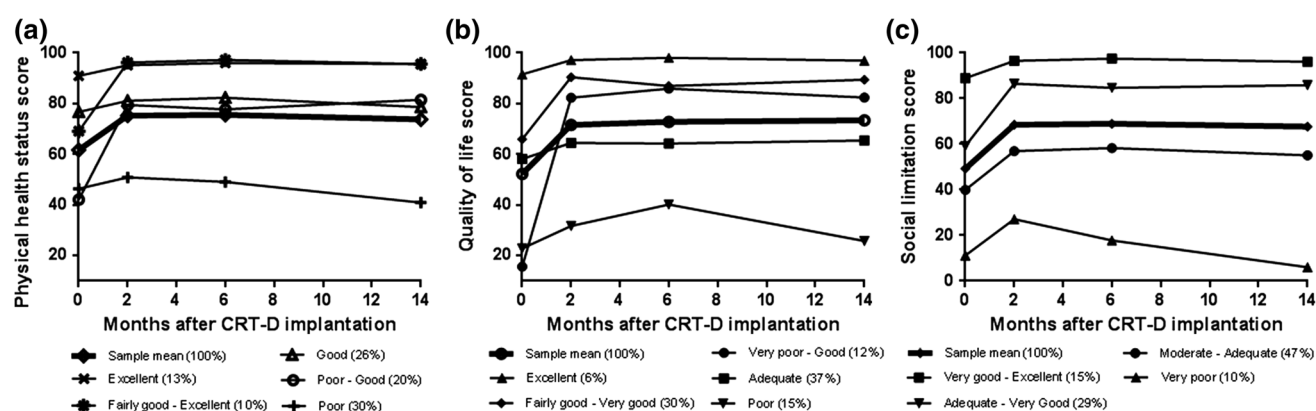 (a)
Physical health status score
100
80
60
40
20
0 2 4 6 8 10 12 14
Months after CRT-D implantation
Sample mean (100%) Good (26%)
Excellent (13%) Poor - Good (20%)
Fairly good - Excellent (10%) Poor (30%)
(b)
Quality of life score
100
80
60
40
20
0 2 4 6 8 10 12 14
Months after CRT-D implantation
Sample mean (100%) Very poor - Good (12%)
Excellent (6%) Adequate (37%)
Fairly good - Very good (30%) Poor (15%)
(c)
Social limitation score
100
80
60
40
20
0
0 2 4 6 8 10 12 14
Months after CRT-D implantation
Sample mean (100%) Moderate - Adequate (47%)
Very good - Excellent (15%) Very poor (10%)
Adequate - Very Good (29%)